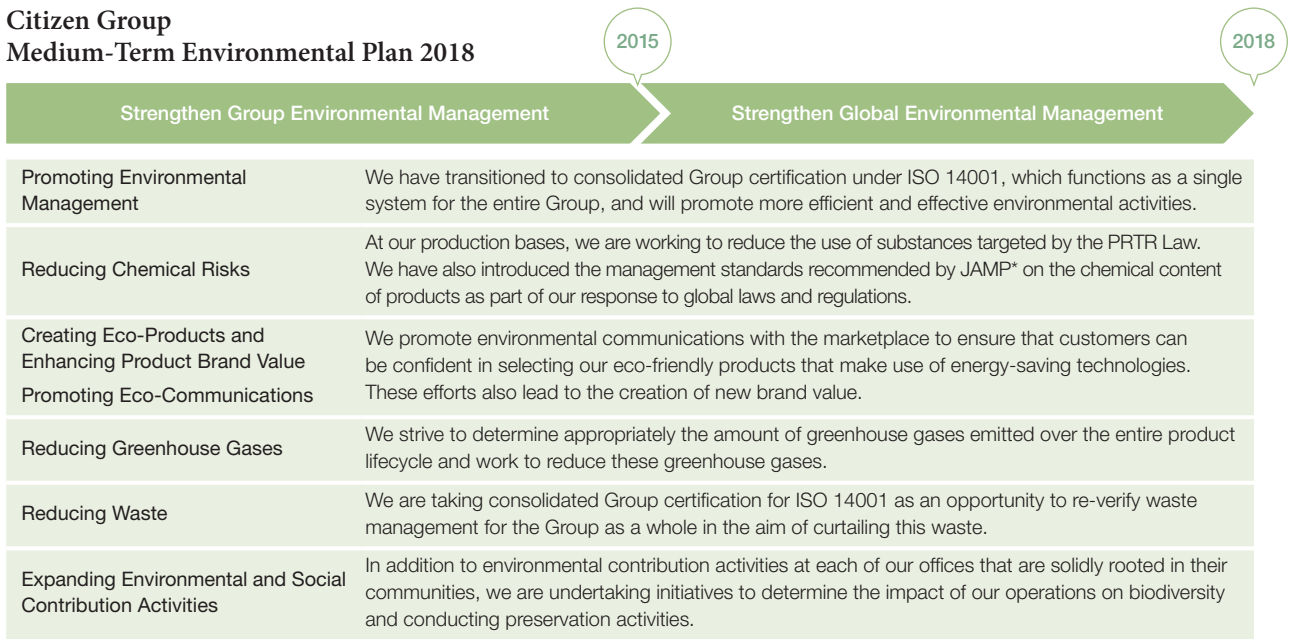 Citizen Group
Medium-Term Environmental Plan 2018
2015
2018
Strengthen Group Environmental Management
Strengthen Global Environmental Management
Promoting Environmental
Management
We have transitioned to consolidated Group certification under ISO 14001, which functions as a single
system for the entire Group, and will promote more efficient and effective environmental activities.
Reducing Chemical Risks
At our production bases, we are working to reduce the use of substances targeted by the PRTR Law.
We have also introduced the management standards recommended by JAMP* on the chemical content
of products as part of our response to global laws and regulations.
Creating Eco-Products and
Enhancing Product Brand Value
Promoting Eco-Communications
We promote environmental communications with the marketplace to ensure that customers can
be confident in selecting our eco-friendly products that make use of energy-saving technologies.
These efforts also lead to the creation of new brand value.
Reducing Greenhouse Gases
We strive to determine appropriately the amount of greenhouse gases emitted over the entire product
lifecycle and work to reduce these greenhouse gases.
Reducing Waste
We are taking consolidated Group certification for ISO 14001 as an opportunity to re-verify waste
management for the Group as a whole in the aim of curtailing this waste.
Expanding Environmental and Social
Contribution Activities
In addition to environmental contribution activities at each of our offices that are solidly rooted in their
communities, we are undertaking initiatives to determine the impact of our operations on biodiversity
and conducting preservation activities.